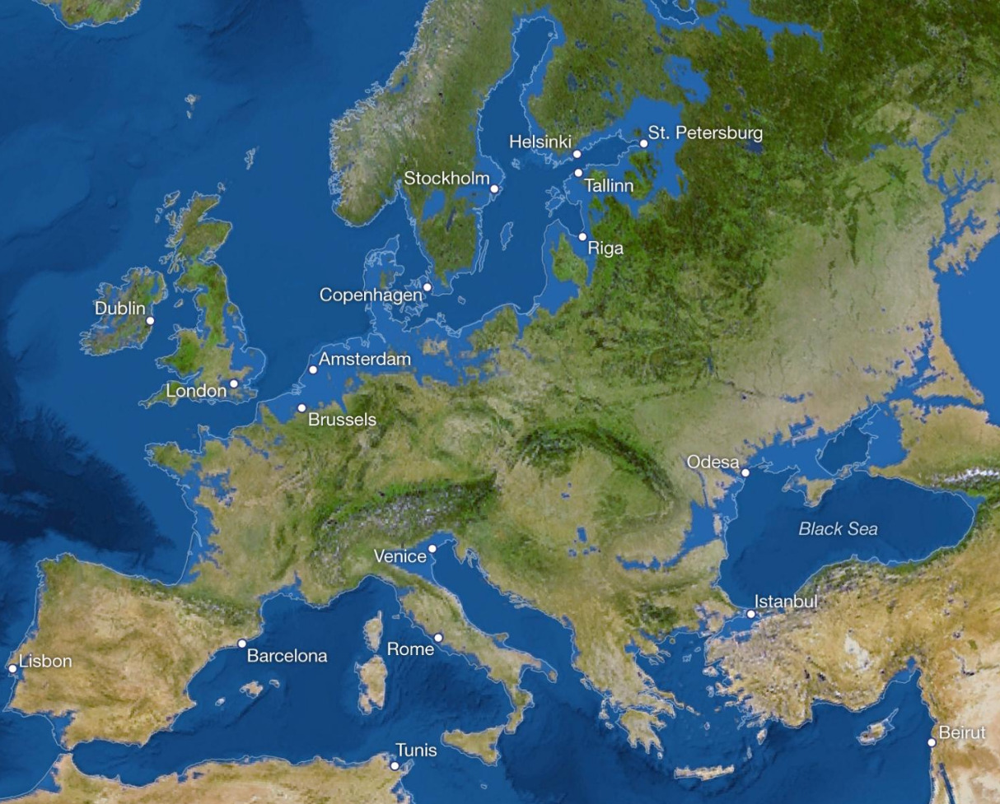 St. Petersburg
Helsinki
Stockholm
Tallinn
Riga
Copenhagen
Dublin
Amsterdam
London
Brussels
Odesa
Black Sea
Venice
Istanbul
Rome
Barcelona
Lisbon
Beirut
Tunis